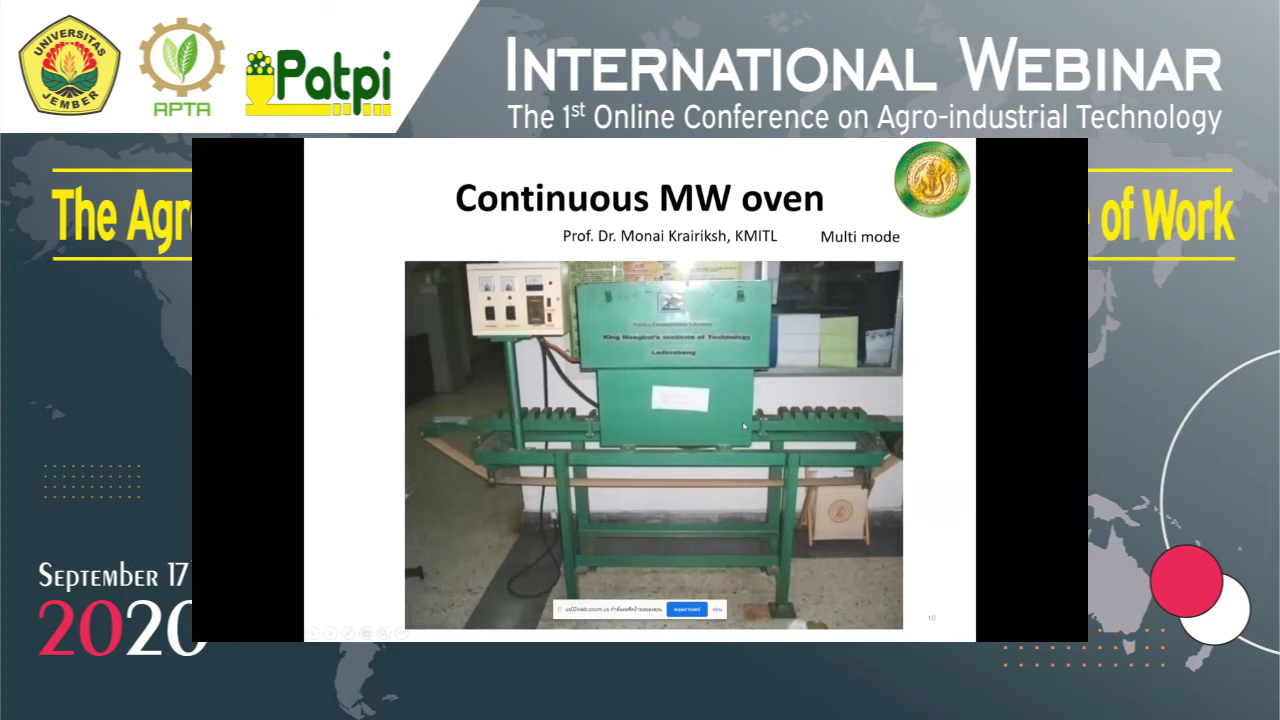 UNIVERSITAS
JEMBER
APTA
Patpi
INTERNATIONAL WEBINAR
The 1st Online Conference on Agro-industrial Technology
The Agr
of Work
Continuous MW oven
Prof. Dr. Monai Krairiksh, KMITL
Multi mode
King Mongkut's Institute of Technology
Ladkrabang
10
SEPTEMBER 17
2020